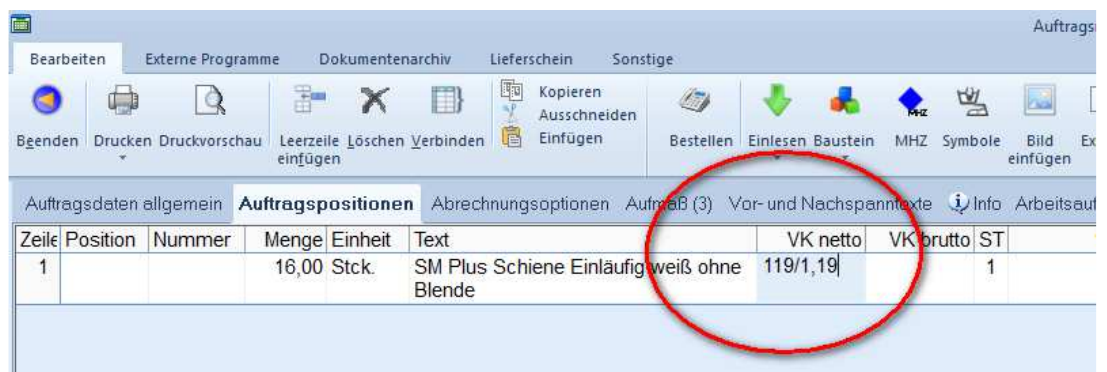 Auftrags
Bearbeiten Externe Programme Dokumentenarchiv Lieferschein Sonstige
Kopieren
Ausschneiden
Einfügen
Beenden Drucken Druckvorschau Leerzeile einfügen Löschen Verbinden Bestellen Einlesen Baustein MHZ Symbole Bild einfügen Ex
Auftragsdaten allgemein Auftragspositionen Abrechnungsoptionen Aufmaß (3) Vor- und Nachspanntexte Info Arbeitsauf
Zeile Position Nummer Menge Einheit Text VK netto VK brutto ST
1 16,00 Stck. SM Plus Schiene Einläufig weiß ohne 119/1,19 1
Blende